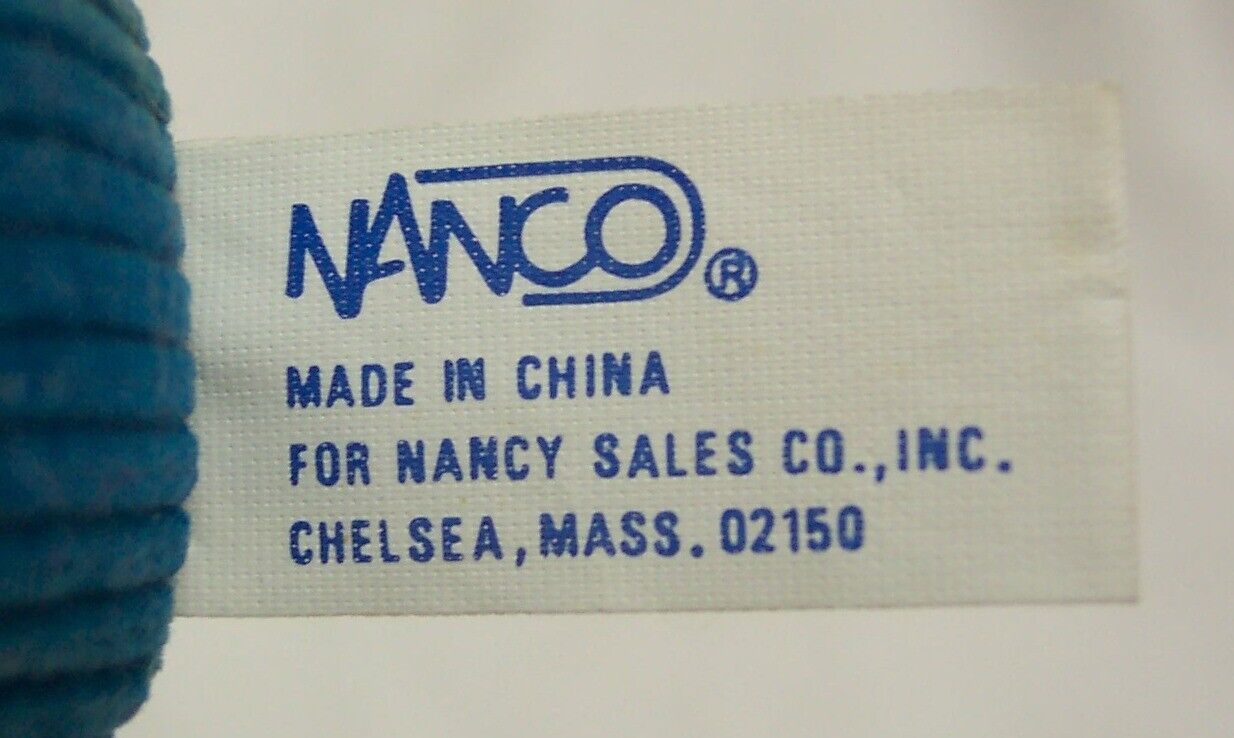 NANCO®
MADE IN CHINA
FOR NANCY SALES CO., INC.
CHELSEA, MASS. 02150